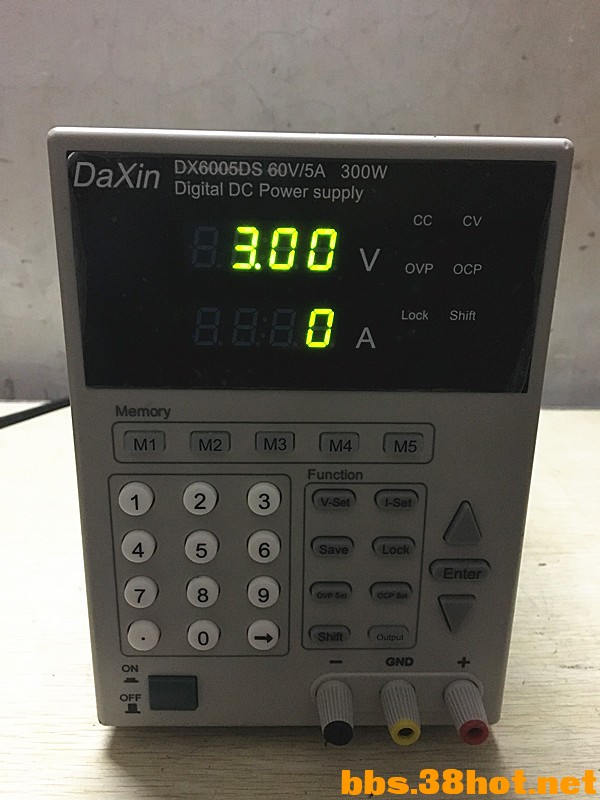 DaXin
DX6005DS 60V/5A 300W
Digital DC Power supply
CC CV
3.00 V
OVP OCP
Lock Shift
0 A
Memory
M1 M2 M3 M4 M5
Function
1 2 3 V-Set I-Set
4 5 6 Save Lock
Enter
7 8 9 OVP Set OCP Set
. 0 → Shift Output
ON
OFF
− GND +
bbs.38hot.net